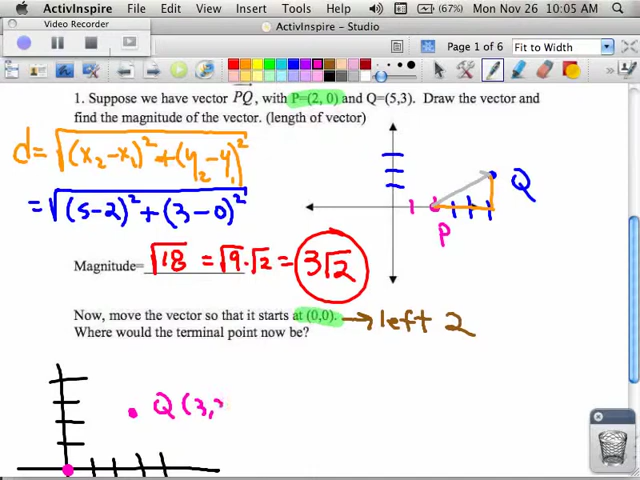 ActivInspire File Edit View Insert Tools Help (67%) Mon Nov 26 10:05 AM
Video Recorder
ActivInspire - Studio
Page 1 of 6 Fit to Width
1. Suppose we have vector PQ, with P=(2, 0) and Q=(5,3). Draw the vector and
find the magnitude of the vector. (length of vector)
d=√(x₂-x₁)²+(y₂-y₁)²
=√(5-2)²+(3-0)²
Q
P
Magnitude= √18 =√9·√2 = 3√2
Now, move the vector so that it starts at (0,0). →left 2
Where would the terminal point now be?
Q(3,